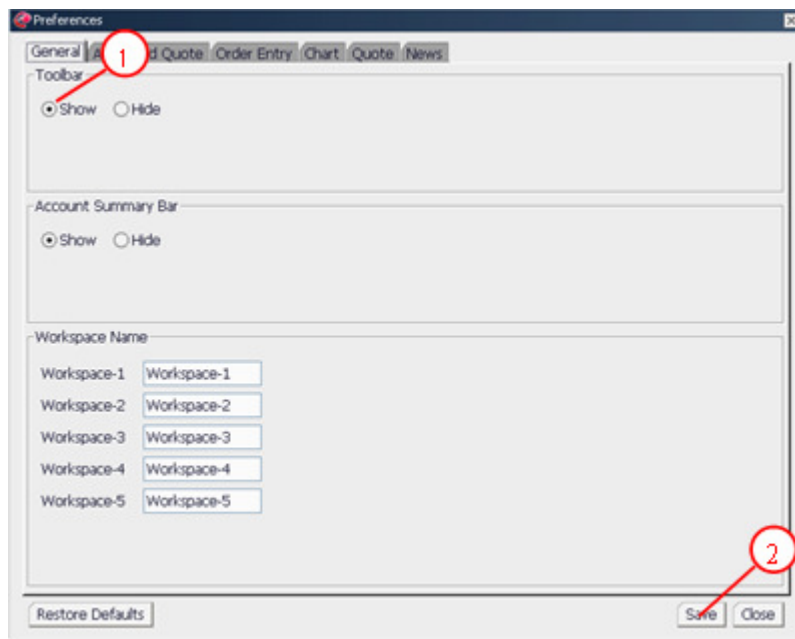 Preferences
General A d Quote Order Entry Chart Quote News
1
Toolbar
Show Hide
Account Summary Bar
Show Hide
Workspace Name
Workspace-1 Workspace-1
Workspace-2 Workspace-2
Workspace-3 Workspace-3
Workspace-4 Workspace-4
Workspace-5 Workspace-5
2
Restore Defaults Save Close